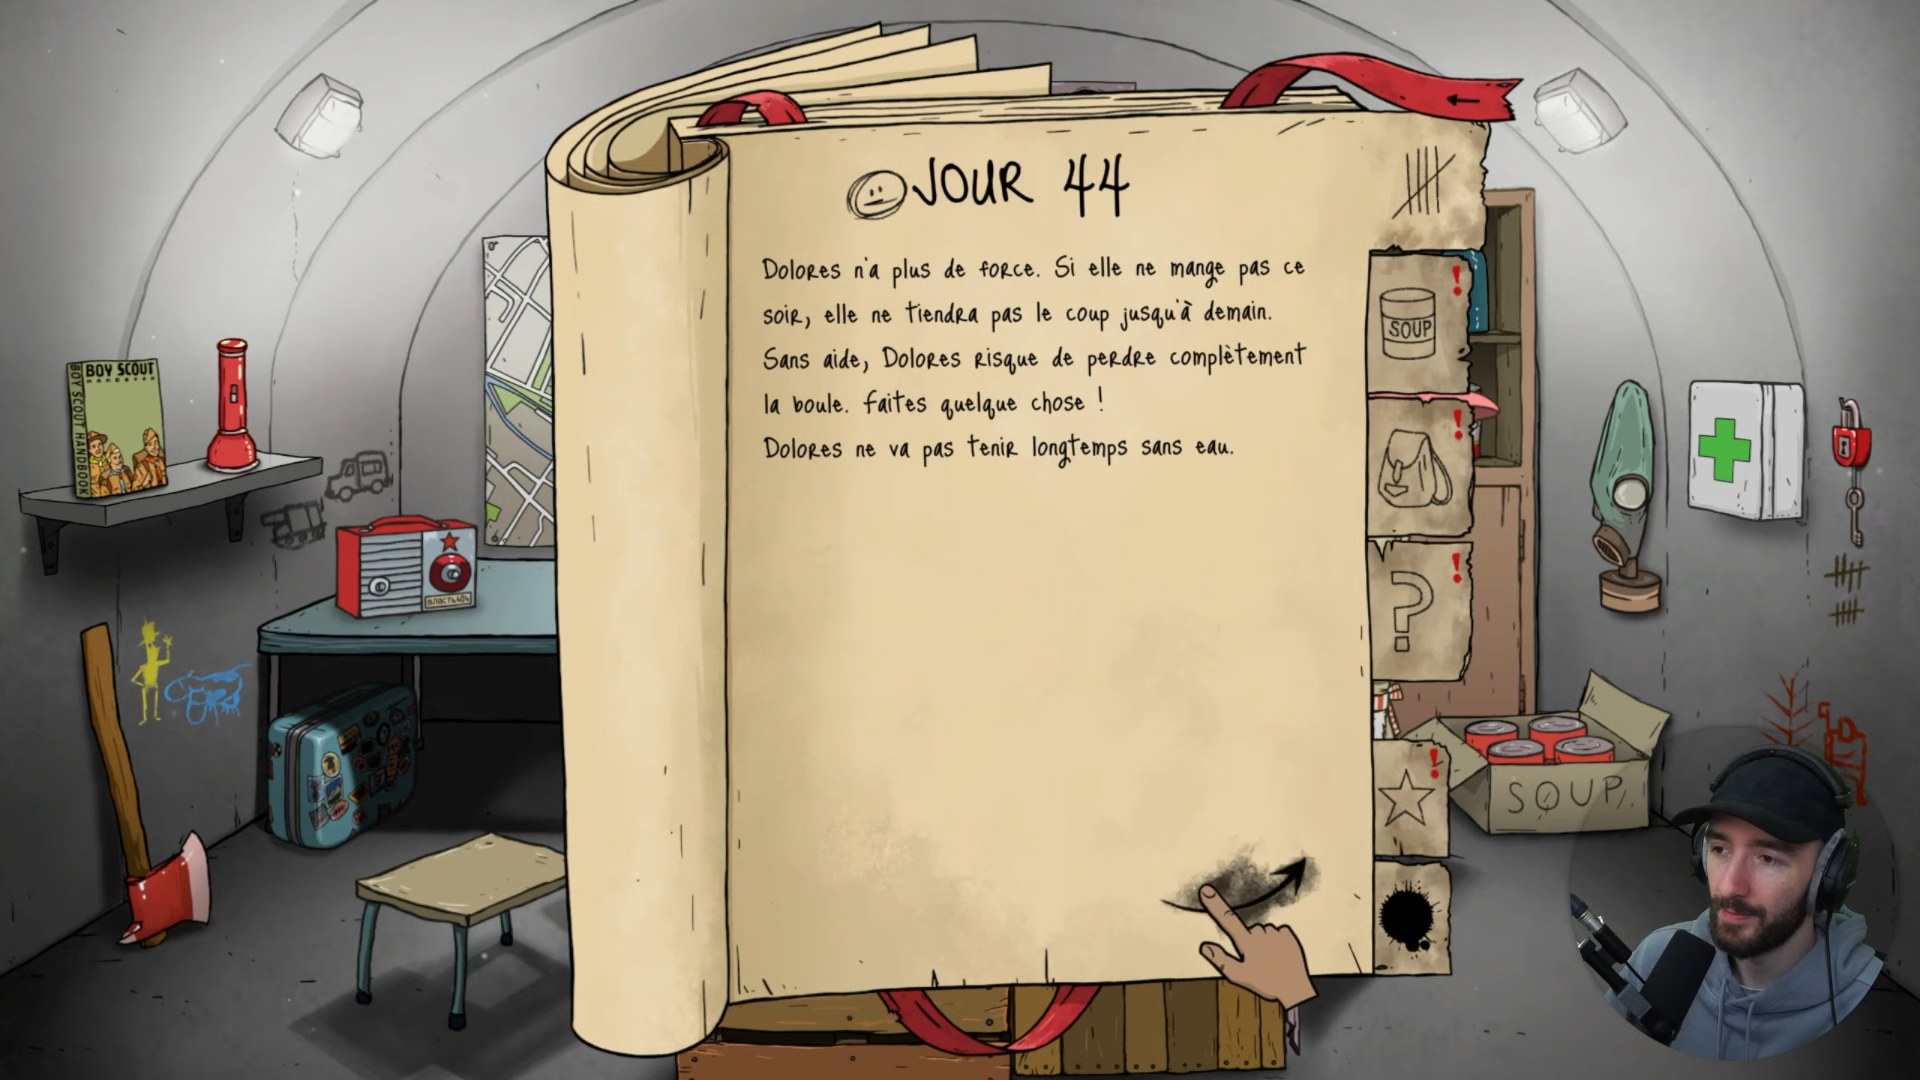 JOUR 44
Dolores n'a plus de force. Si elle ne mange pas ce
soir, elle ne tiendra pas le coup jusqu'à demain.
Sans aide, Dolores risque de perdre complètement
la boule. Faites quelque chose !
Dolores ne va pas tenir longtemps sans eau.
SOUP
BOY SCOUT
HANDBOOK
BOY SCOUT HANDBOOK
SOUP